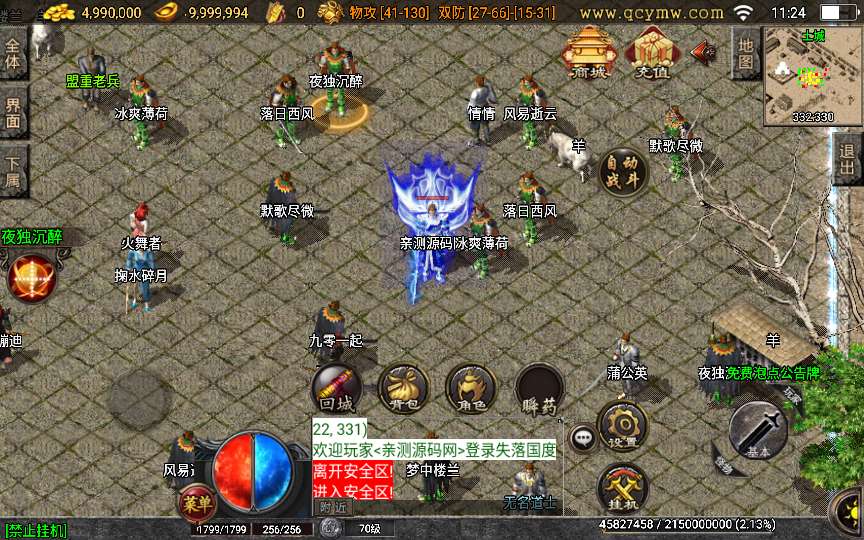 4,990,000
9,999,994
0
物攻 [41-130] 双防 [27-66]-[15-31]
www.qcymw.com
11:24
全体
界面
下属
地图
退出
土城
332:330
商城
充值
盟重老兵
夜独沉醉
冰爽薄荷
落日西风
情情
风易逝云
羊
默歌尽微
自动战斗
默歌尽微
落日西风
夜独沉醉
火舞者
亲测源码
冰爽薄荷
掬水碎月
九零一起
蒲公英
羊
夜独
免费泡点公告牌
回城
背包
角色
瞬药
设置
玩家
基本
怪物
22, 331)
欢迎玩家<亲测源码网>登录失落国度
离开安全区!
进入安全区!
附近
梦中楼兰
无名道士
风易
菜单
挂机
[禁止挂机]
1799/1799
256/256
70级
45827458 / 2150000000 (2.13%)